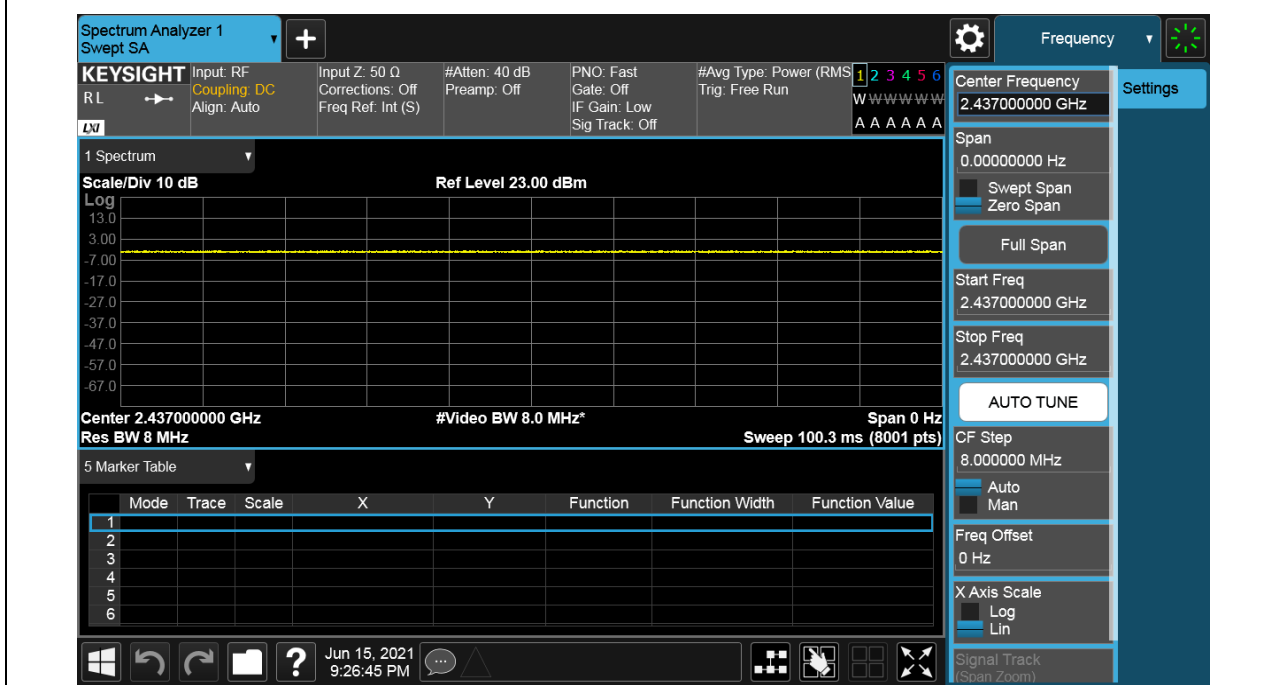 Spectrum Analyzer 1
Swept SA
Frequency
KEYSIGHT
RL
LXI
Input: RF
Coupling: DC
Align: Auto
Input Z: 50 Ω
Corrections: Off
Freq Ref: Int (S)
#Atten: 40 dB
Preamp: Off
PNO: Fast
Gate: Off
IF Gain: Low
Sig Track: Off
#Avg Type: Power (RMS
Trig: Free Run
1 2 3 4 5 6
W W W W W W
A A A A A A
1 Spectrum
Scale/Div 10 dB
Ref Level 23.00 dBm
Log
13.0
3.00
-7.00
-17.0
-27.0
-37.0
-47.0
-57.0
-67.0
Center 2.437000000 GHz
#Video BW 8.0 MHz*
Span 0 Hz
Res BW 8 MHz
Sweep 100.3 ms (8001 pts)
5 Marker Table
Mode Trace Scale X Y Function Function Width Function Value
1
2
3
4
5
6
Jun 15, 2021
9:26:45 PM
Center Frequency
2.437000000 GHz
Settings
Span
0.00000000 Hz
Swept Span
Zero Span
Full Span
Start Freq
2.437000000 GHz
Stop Freq
2.437000000 GHz
AUTO TUNE
CF Step
8.000000 MHz
Auto
Man
Freq Offset
0 Hz
X Axis Scale
Log
Lin
Signal Track
(Span Zoom)